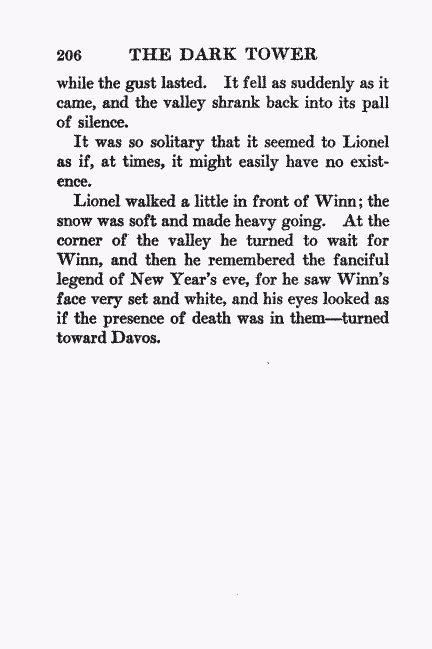 206 THE DARK TOWER
while the gust lasted. It fell as suddenly as it
came, and the valley shrank back into its pall
of silence.
It was so solitary that it seemed to Lionel
as if, at times, it might easily have no exist-
ence.
Lionel walked a little in front of Winn; the
snow was soft and made heavy going. At the
corner of the valley he turned to wait for
Winn, and then he remembered the fanciful
legend of New Year's eve, for he saw Winn's
face very set and white, and his eyes looked as
if the presence of death was in them—turned
toward Davos.